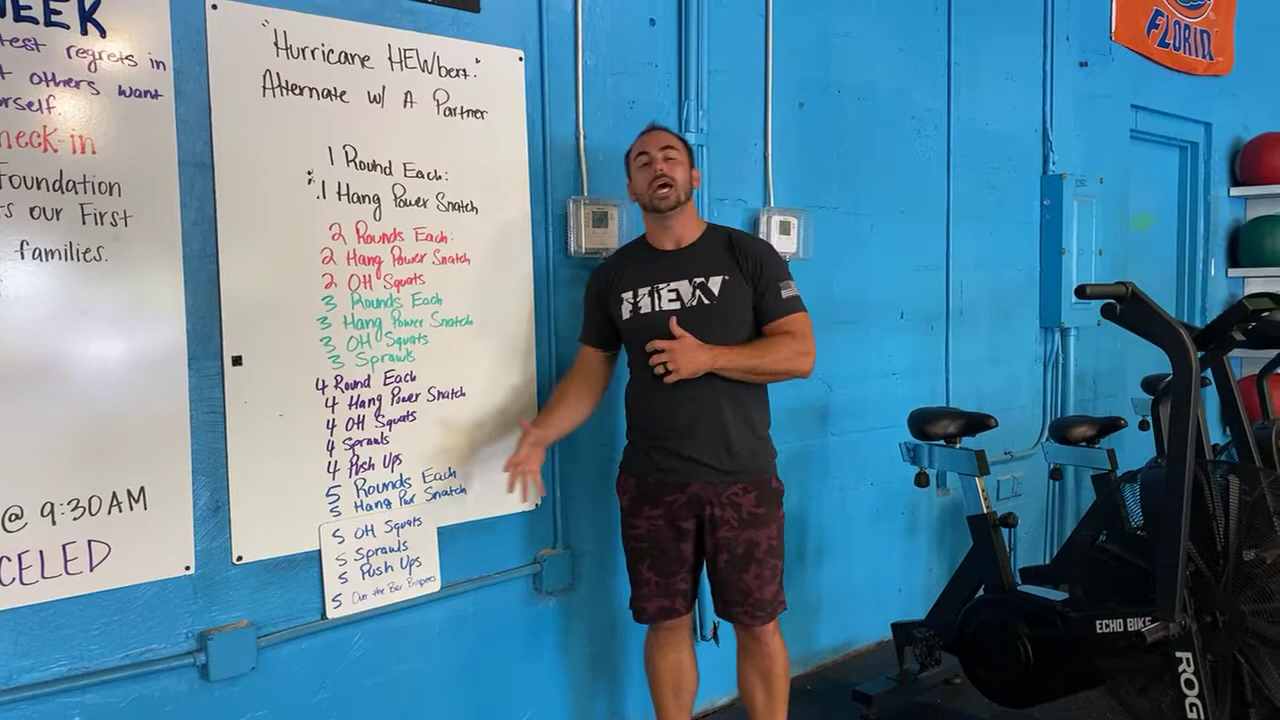 EEK
test regrets in
t others want
rself.
heck-in
Foundation
s our First
families.
@ 9:30AM
CELED
"Hurricane HEWbert."
Alternate w/ A Partner
1 Round Each:
1 Hang Power Snatch
2 Rounds Each:
2 Hang Power Snatch
2 OH Squats
3 Rounds Each
3 Hang Power Snatch
3 OH Squats
3 Sprawls
4 Round Each
4 Hang Power Snatch
4 OH Squats
4 Sprawls
4 Push Ups
5 Rounds Each
5 Hang Pwr Snatch
5 OH Squats
5 Sprawls
5 Push Ups
5 Over the Bar Burpees
HEW
FLORIDA
ECHO BIKE
ROG